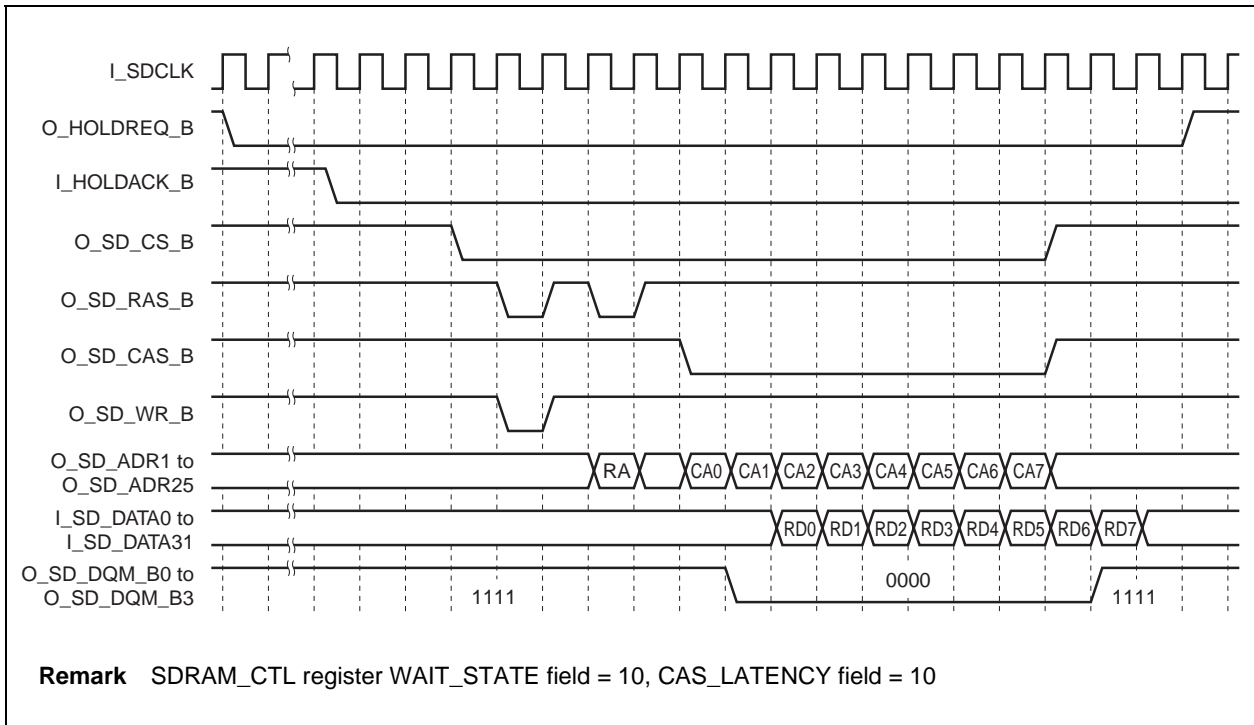 I_SDCLK
O_HOLDREQ_B
I_HOLDACK_B
O_SD_CS_B
O_SD_RAS_B
O_SD_CAS_B
O_SD_WR_B
O_SD_ADR1 to
O_SD_ADR25
RA CA0 CA1 CA2 CA3 CA4 CA5 CA6 CA7
I_SD_DATA0 to
I_SD_DATA31
RD0 RD1 RD2 RD3 RD4 RD5 RD6 RD7
O_SD_DQM_B0 to
O_SD_DQM_B3
1111 0000 1111
Remark SDRAM_CTL register WAIT_STATE field = 10, CAS_LATENCY field = 10